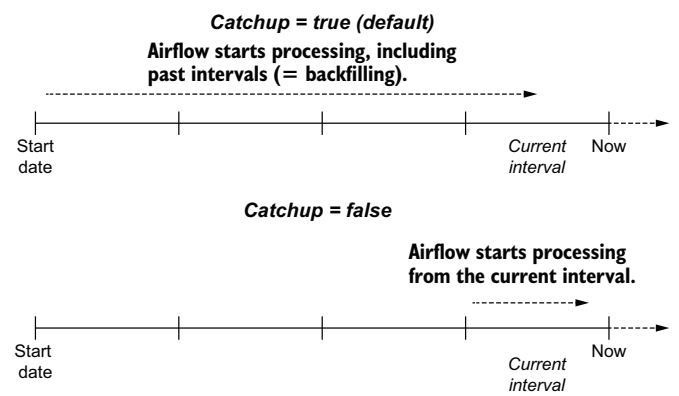 Catchup = true (default)
Airflow starts processing, including
past intervals (= backfilling).
Start
date
Current
interval
Now
Catchup = false
Airflow starts processing
from the current interval.
Start
date
Current
interval
Now